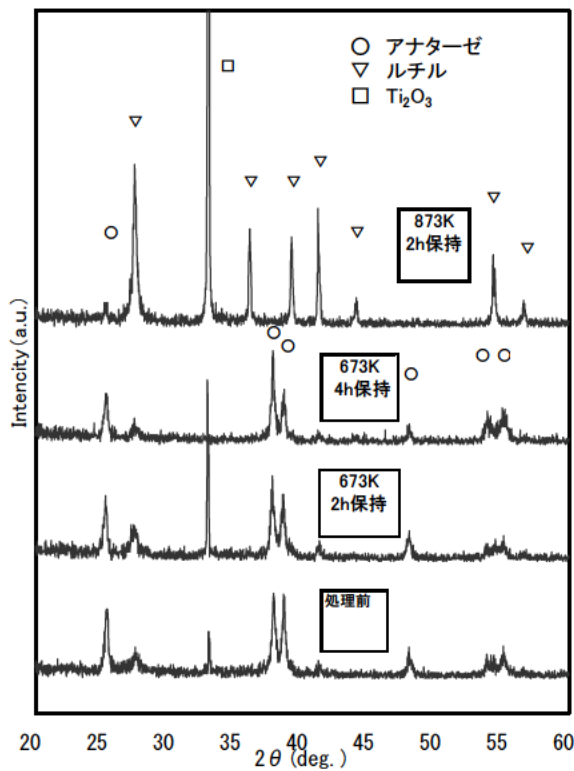 ○ アナターゼ
▽ ルチル
□ Ti₂O₃
873K
2h保持
673K
4h保持
673K
2h保持
処理前
Intencity(a.u.)
20 25 30 35 40 45 50 55 60
2θ(deg.)